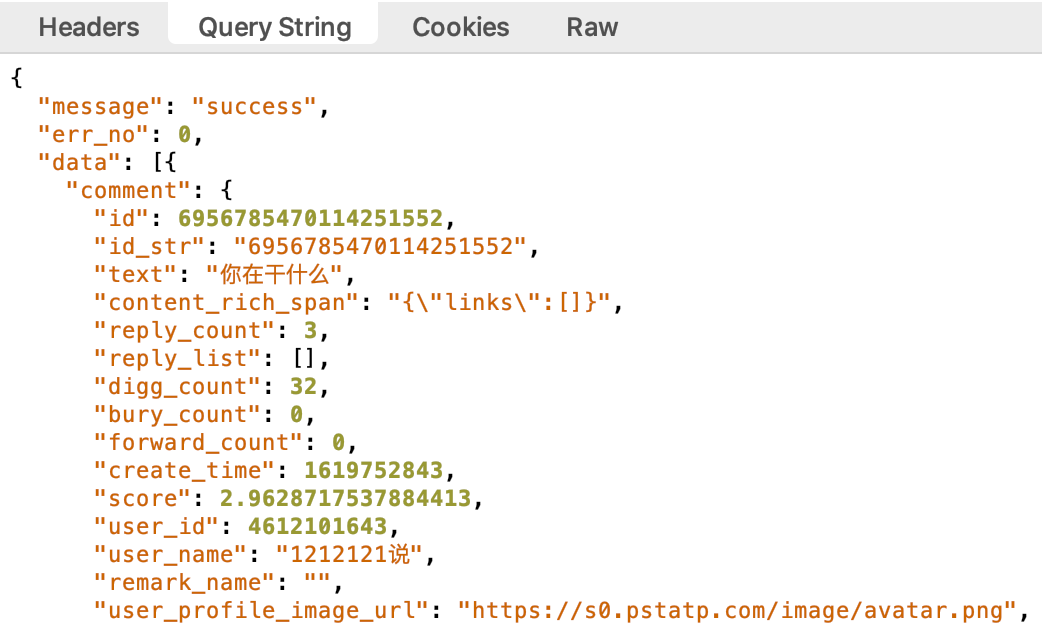 Headers Query String Cookies Raw
{
"message": "success",
"err_no": 0,
"data": [{
"comment": {
"id": 6956785470114251552,
"id_str": "6956785470114251552",
"text": "你在干什么",
"content_rich_span": "{\"links\":[]}",
"reply_count": 3,
"reply_list": [],
"digg_count": 32,
"bury_count": 0,
"forward_count": 0,
"create_time": 1619752843,
"score": 2.9628717537884413,
"user_id": 4612101643,
"user_name": "1212121说",
"remark_name": "",
"user_profile_image_url": "https://s0.pstatp.com/image/avatar.png",